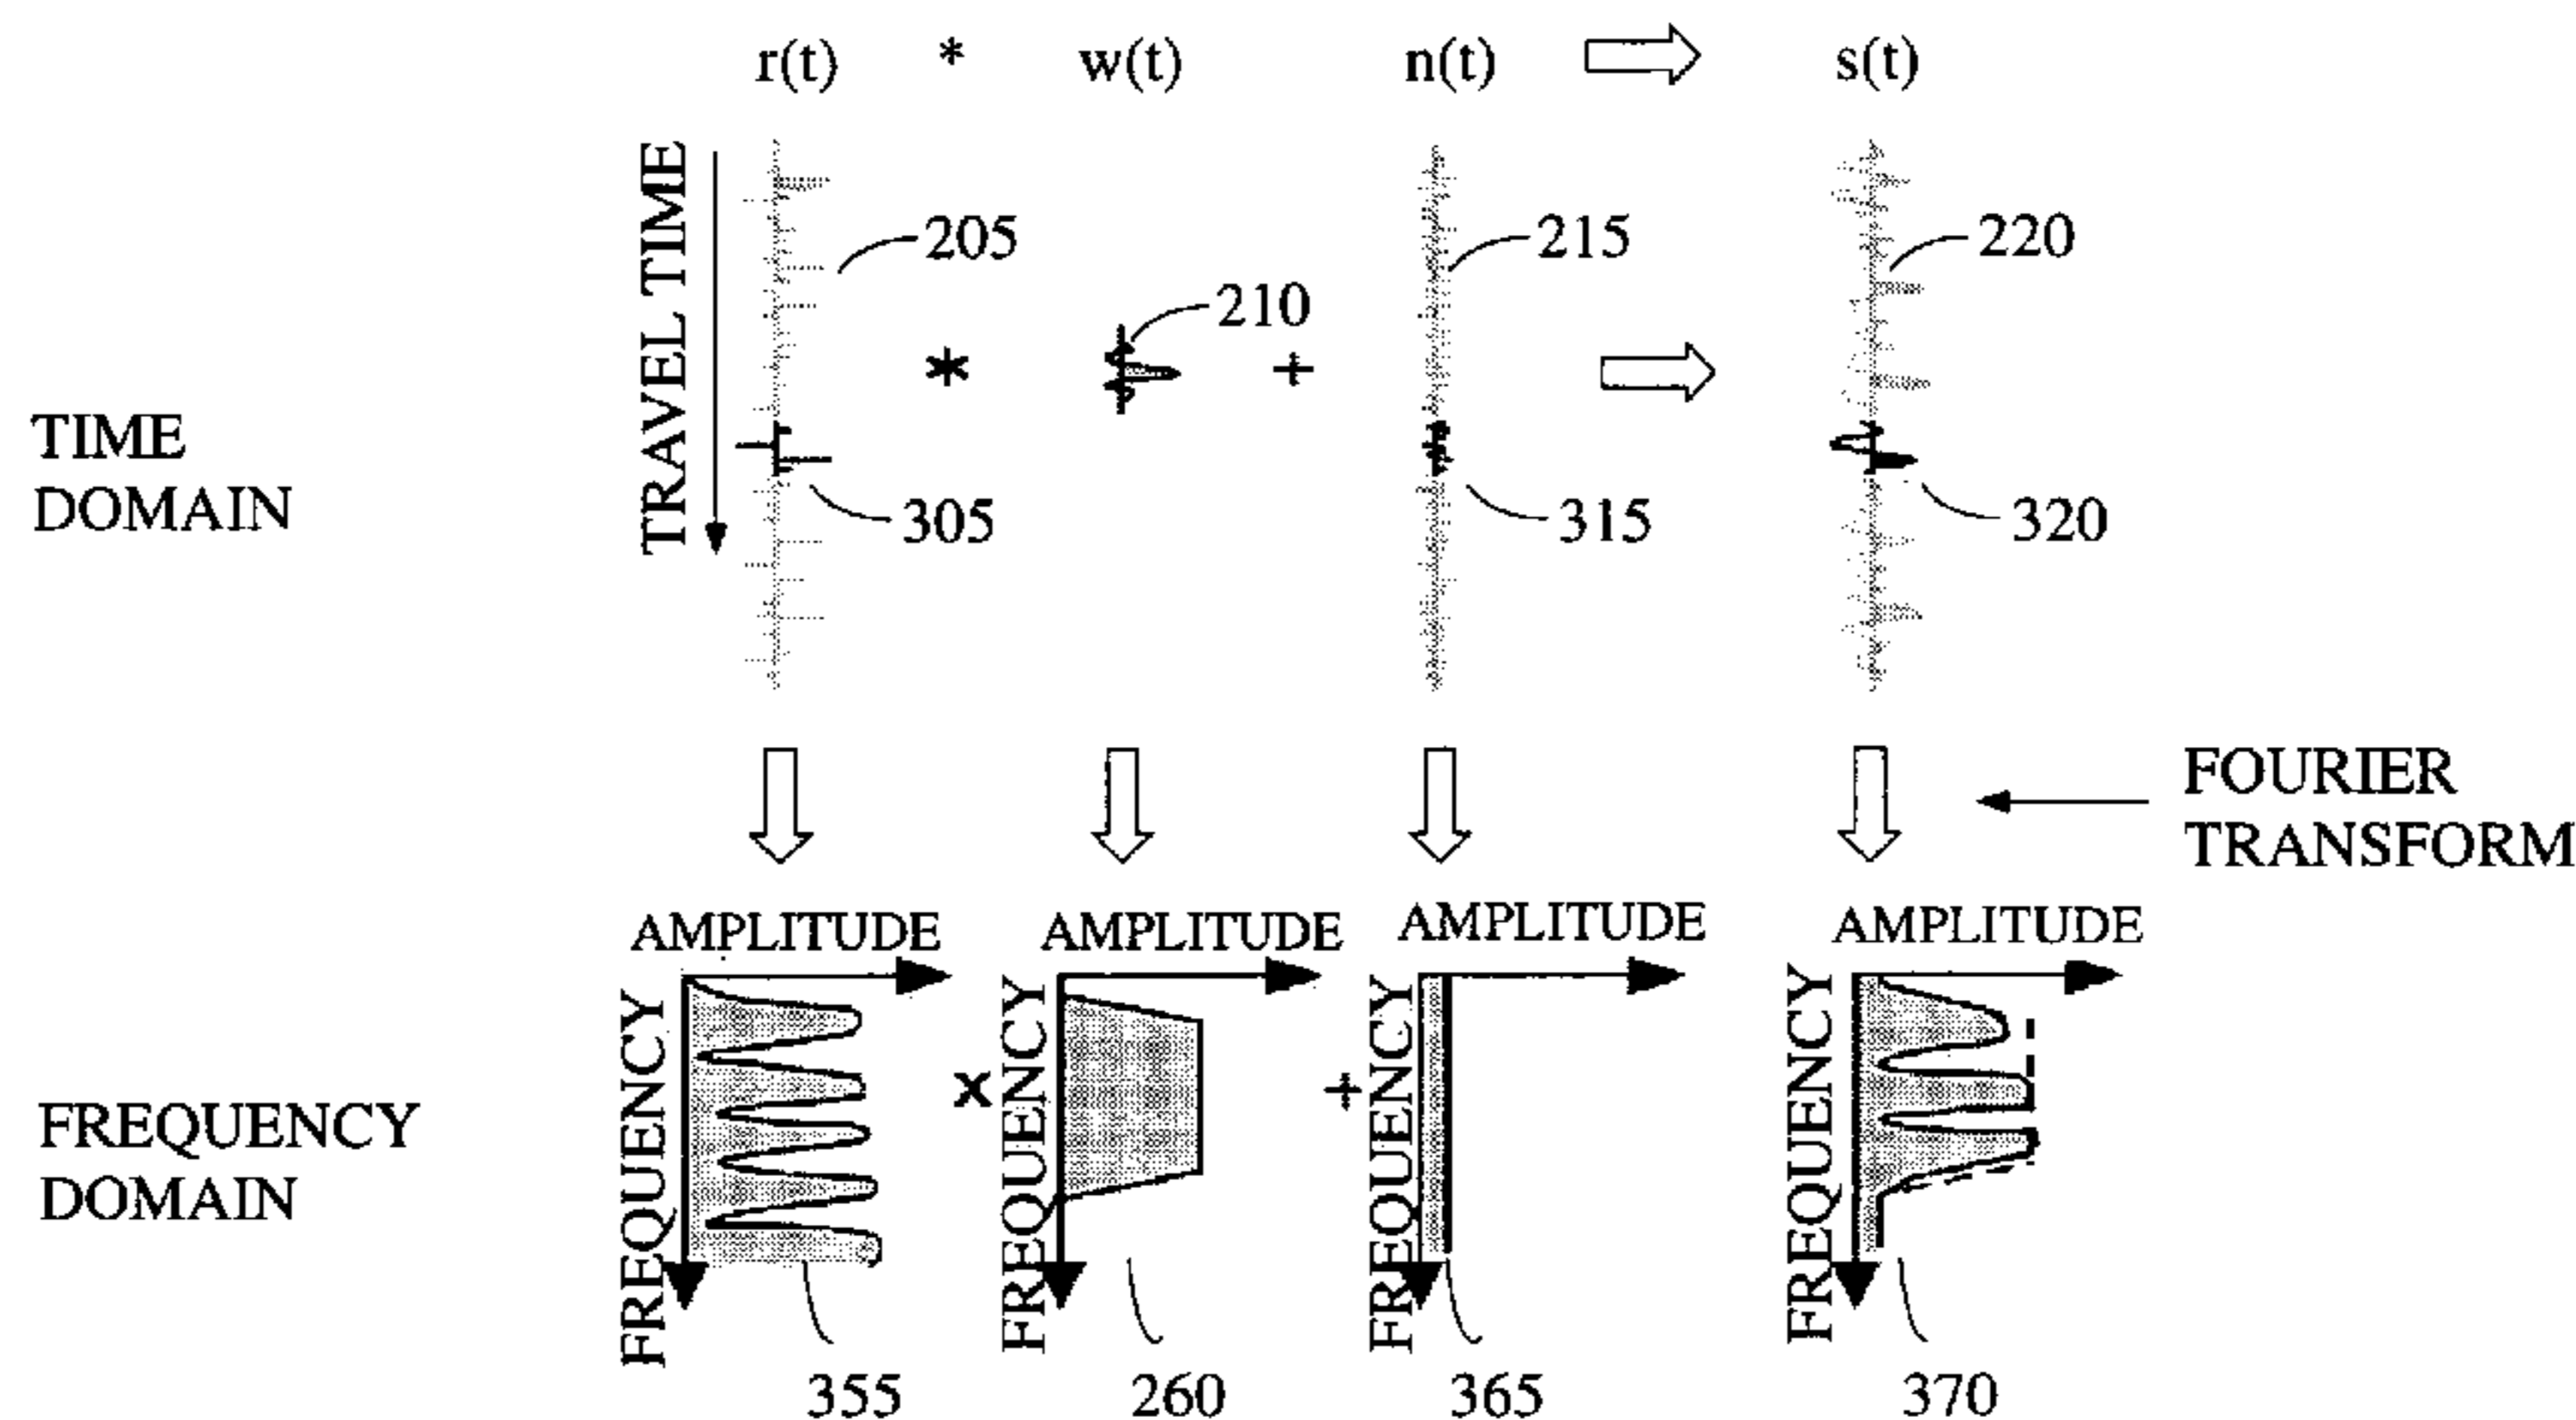 r(t) * w(t) n(t) s(t)
TRAVEL TIME
205
215
220
210
* +
TIME
DOMAIN
305
315
320
FOURIER
TRANSFORM
AMPLITUDE AMPLITUDE AMPLITUDE AMPLITUDE
FREQUENCY
x
FREQUENCY
+
FREQUENCY
FREQUENCY
FREQUENCY
DOMAIN
355 260 365 370